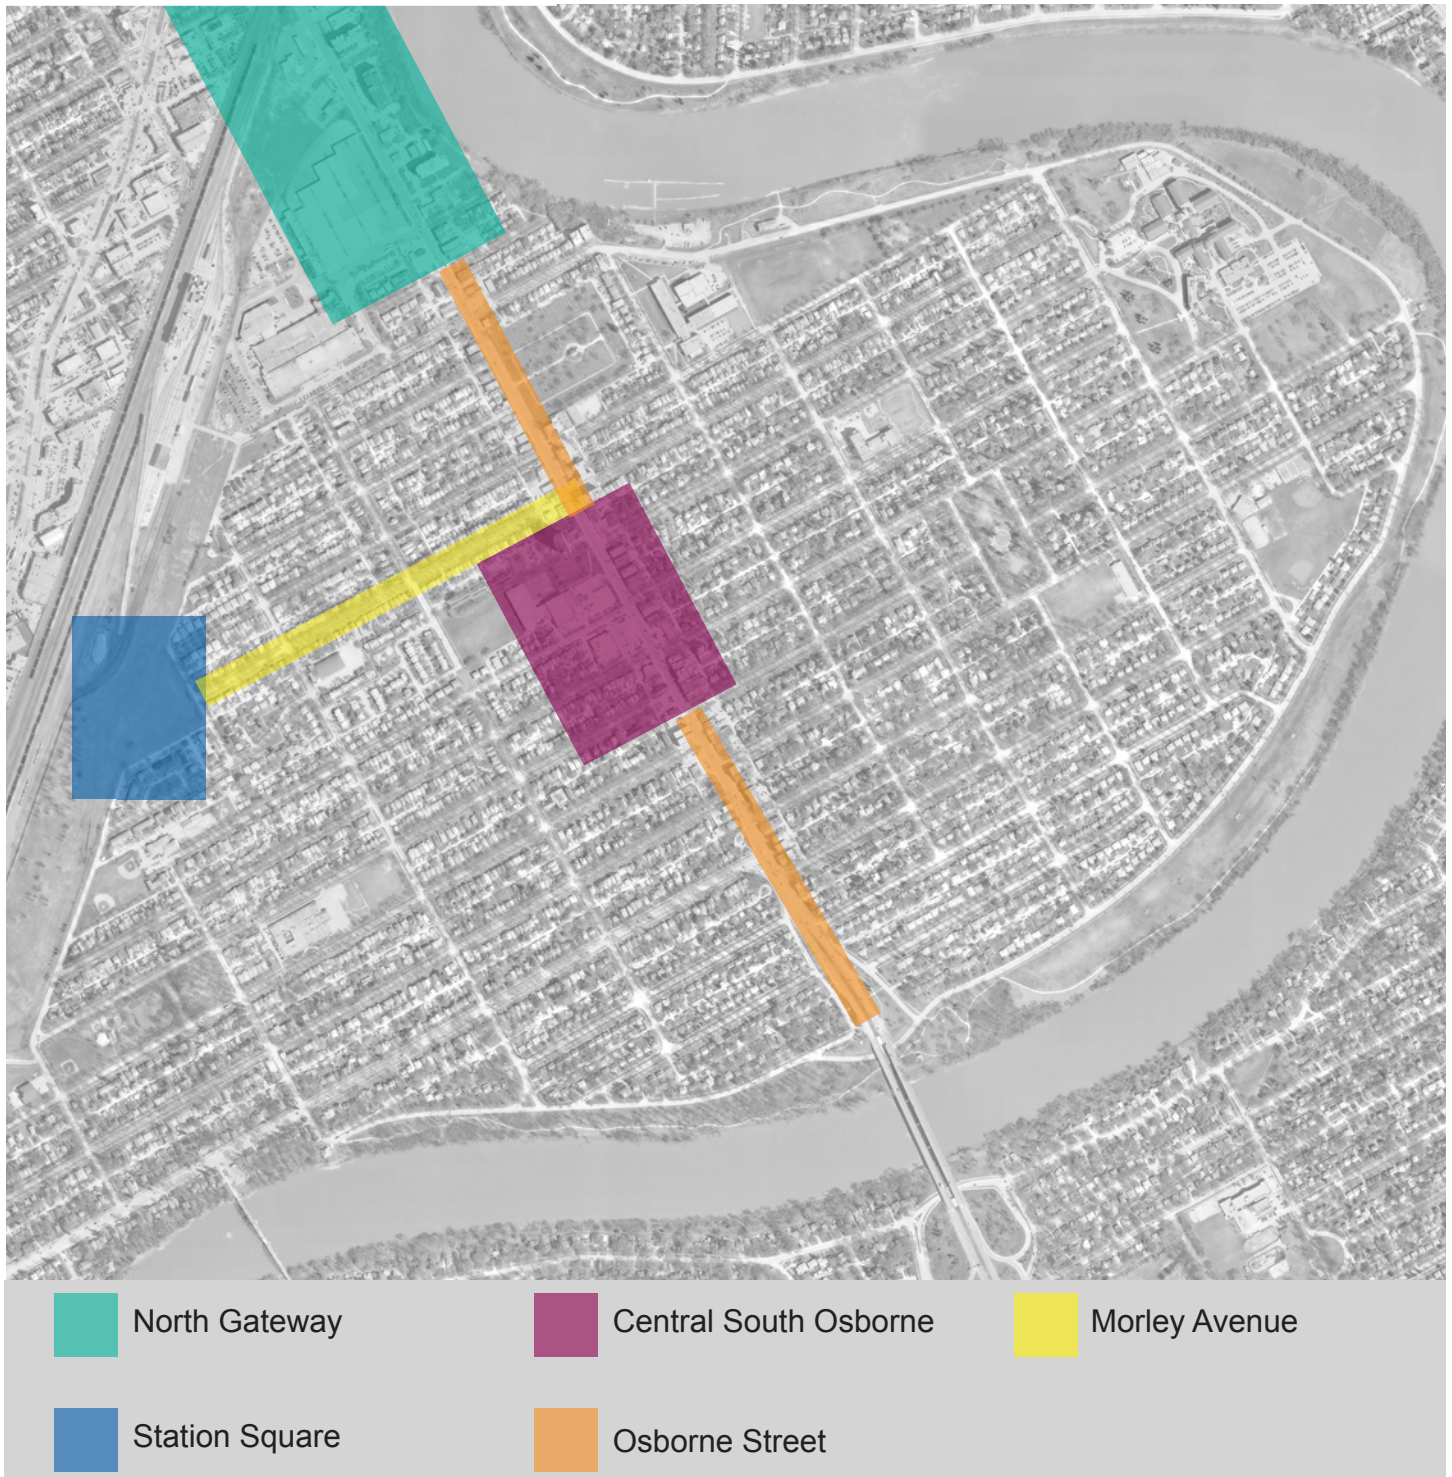 North Gateway
Central South Osborne
Morley Avenue
Station Square
Osborne Street